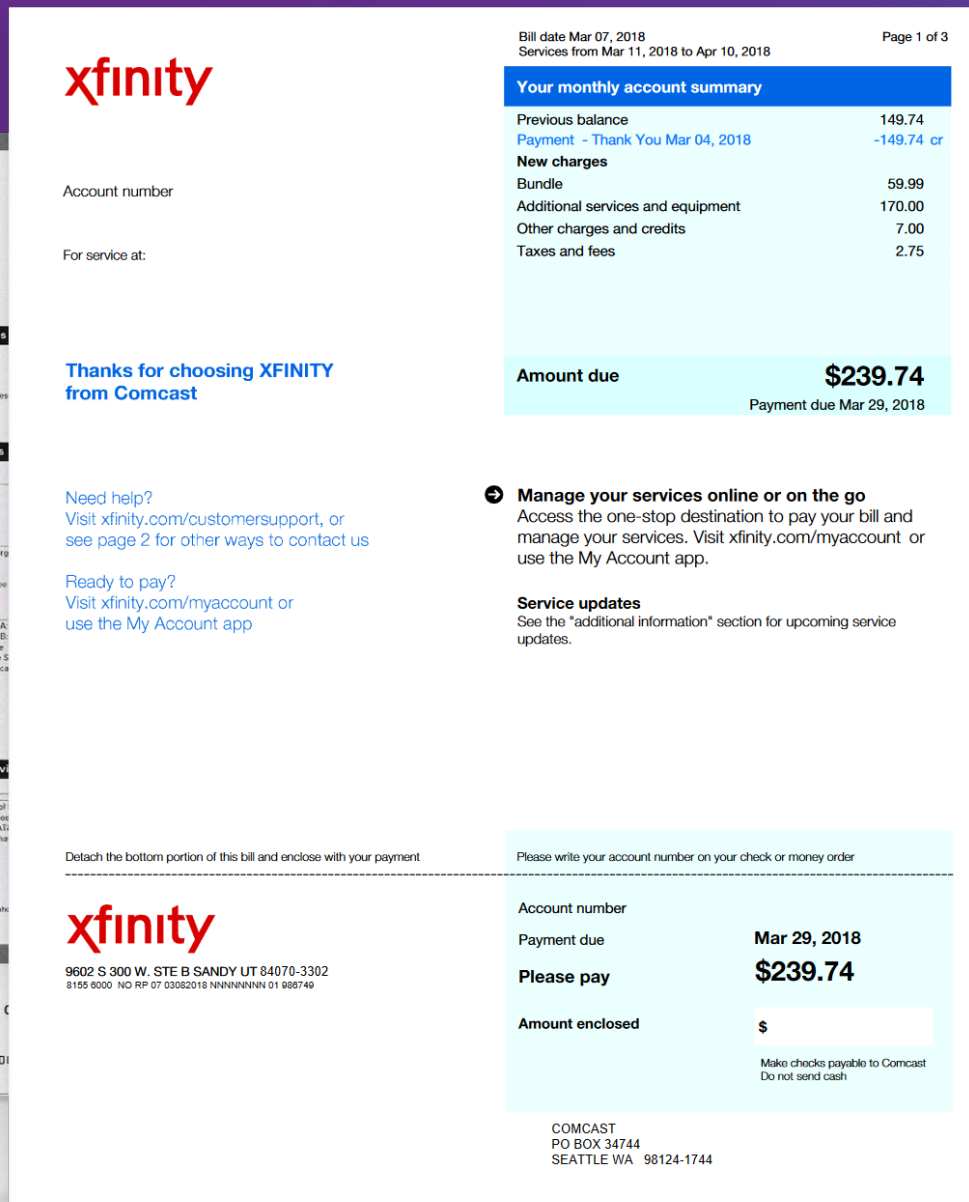 Bill date Mar 07, 2018 Page 1 of 3
Services from Mar 11, 2018 to Apr 10, 2018
xfinity
Your monthly account summary
Previous balance 149.74
Payment - Thank You Mar 04, 2018 -149.74 cr
New charges
Bundle 59.99
Additional services and equipment 170.00
Other charges and credits 7.00
Taxes and fees 2.75
Account number
For service at:
Amount due $239.74
Payment due Mar 29, 2018
Thanks for choosing XFINITY
from Comcast
Need help?
Visit xfinity.com/customersupport, or
see page 2 for other ways to contact us
Ready to pay?
Visit xfinity.com/myaccount or
use the My Account app
Manage your services online or on the go
Access the one-stop destination to pay your bill and
manage your services. Visit xfinity.com/myaccount or
use the My Account app.
Service updates
See the "additional information" section for upcoming service
updates.
Detach the bottom portion of this bill and enclose with your payment
Please write your account number on your check or money order
xfinity
9602 S 300 W. STE B SANDY UT 84070-3302
8155 6000 NO RP 07 03082018 NNNNNNNN 01 986749
Account number
Payment due Mar 29, 2018
Please pay $239.74
Amount enclosed $
Make checks payable to Comcast
Do not send cash
COMCAST
PO BOX 34744
SEATTLE WA 98124-1744